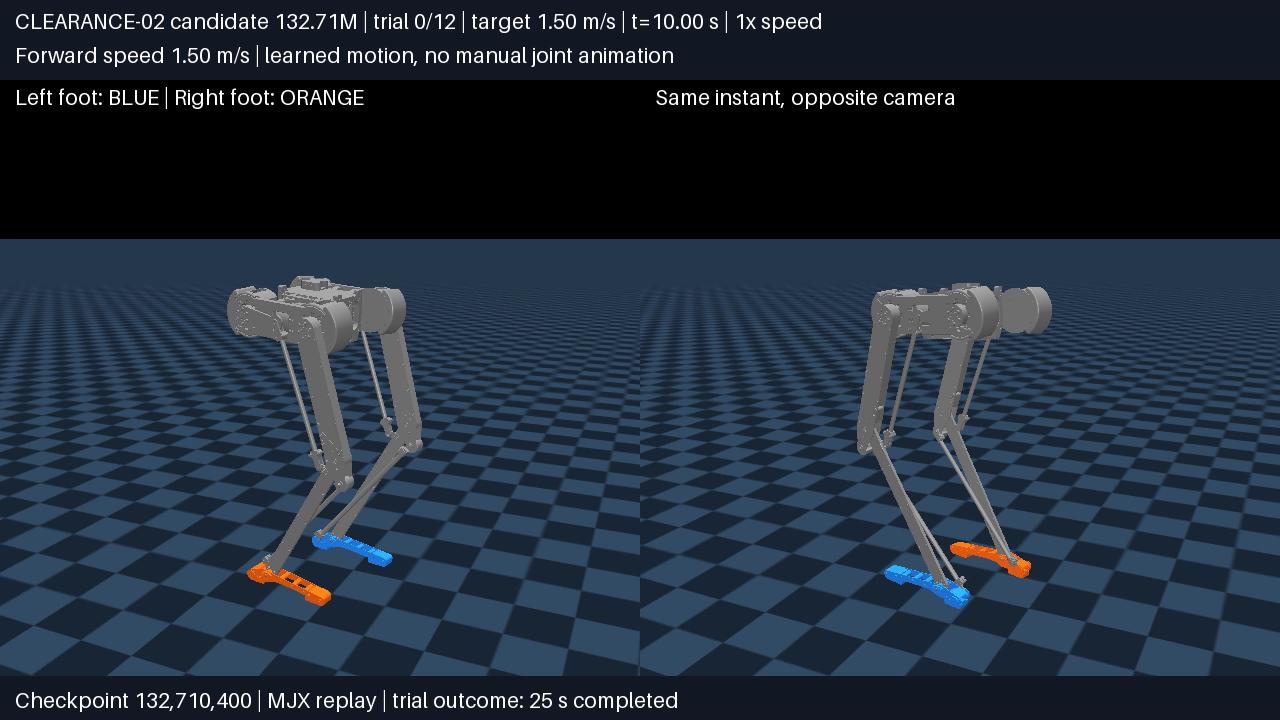 CLEARANCE-02 candidate 132.71M | trial 0/12 | target 1.50 m/s | t=10.00 s | 1x speed
Forward speed 1.50 m/s | learned motion, no manual joint animation
Left foot: BLUE | Right foot: ORANGE
Same instant, opposite camera
Checkpoint 132,710,400 | MJX replay | trial outcome: 25 s completed